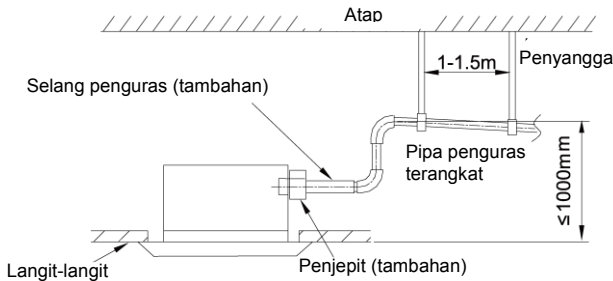 Atap
1-1.5m
Penyangga
Selang penguras (tambahan)
Pipa penguras
terangkat
≤1000mm
Langit-langit
Penjepit (tambahan)